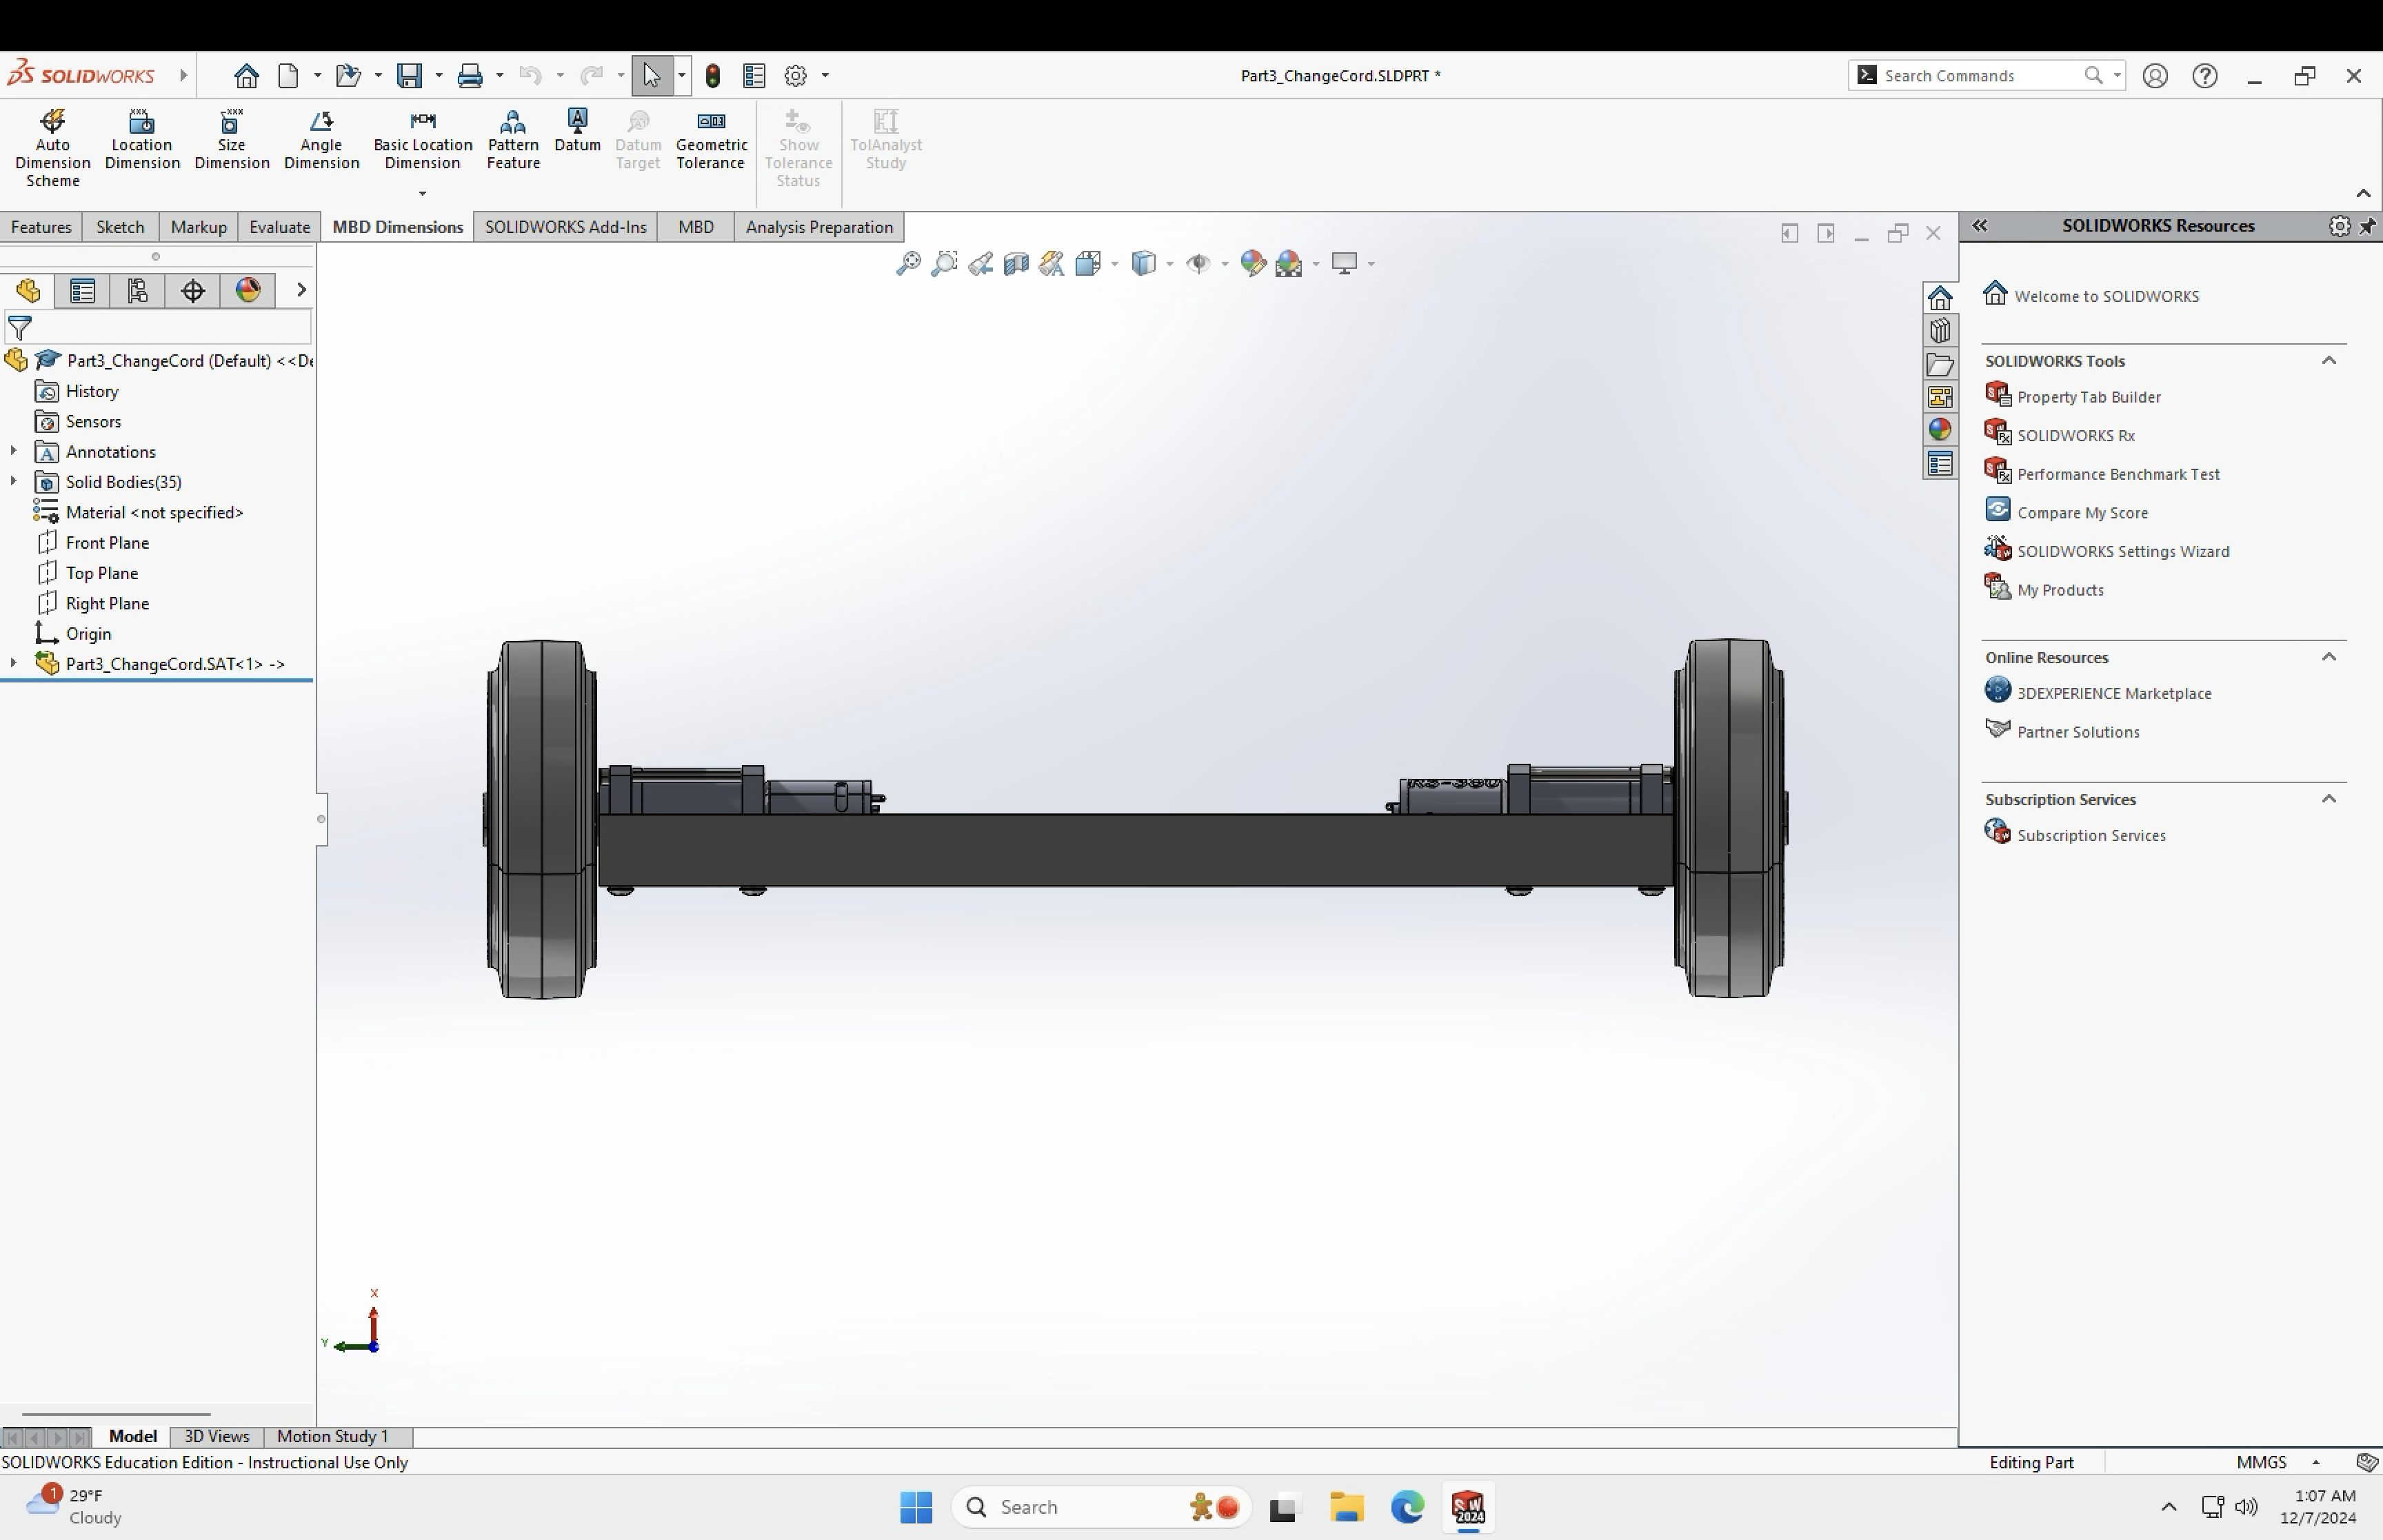 SOLIDWORKS
Part3_ChangeCord.SLDPRT *
Search Commands
Auto Dimension Scheme
Location Dimension
Size Dimension
Angle Dimension
Basic Location Dimension
Pattern Feature
Datum
Datum Target
Geometric Tolerance
Show Tolerance Status
TolAnalyst Study
Features
Sketch
Markup
Evaluate
MBD Dimensions
SOLIDWORKS Add-Ins
MBD
Analysis Preparation
Part3_ChangeCord (Default) <<De
History
Sensors
Annotations
Solid Bodies(35)
Material <not specified>
Front Plane
Top Plane
Right Plane
Origin
Part3_ChangeCord.SAT<1> ->
X
Y
SOLIDWORKS Resources
Welcome to SOLIDWORKS
SOLIDWORKS Tools
Property Tab Builder
SOLIDWORKS Rx
Performance Benchmark Test
Compare My Score
SOLIDWORKS Settings Wizard
My Products
Online Resources
3DEXPERIENCE Marketplace
Partner Solutions
Subscription Services
Subscription Services
Model
3D Views
Motion Study 1
SOLIDWORKS Education Edition - Instructional Use Only
Editing Part
MMGS
1
29°F
Cloudy
Search
SW
2024
1:07 AM
12/7/2024